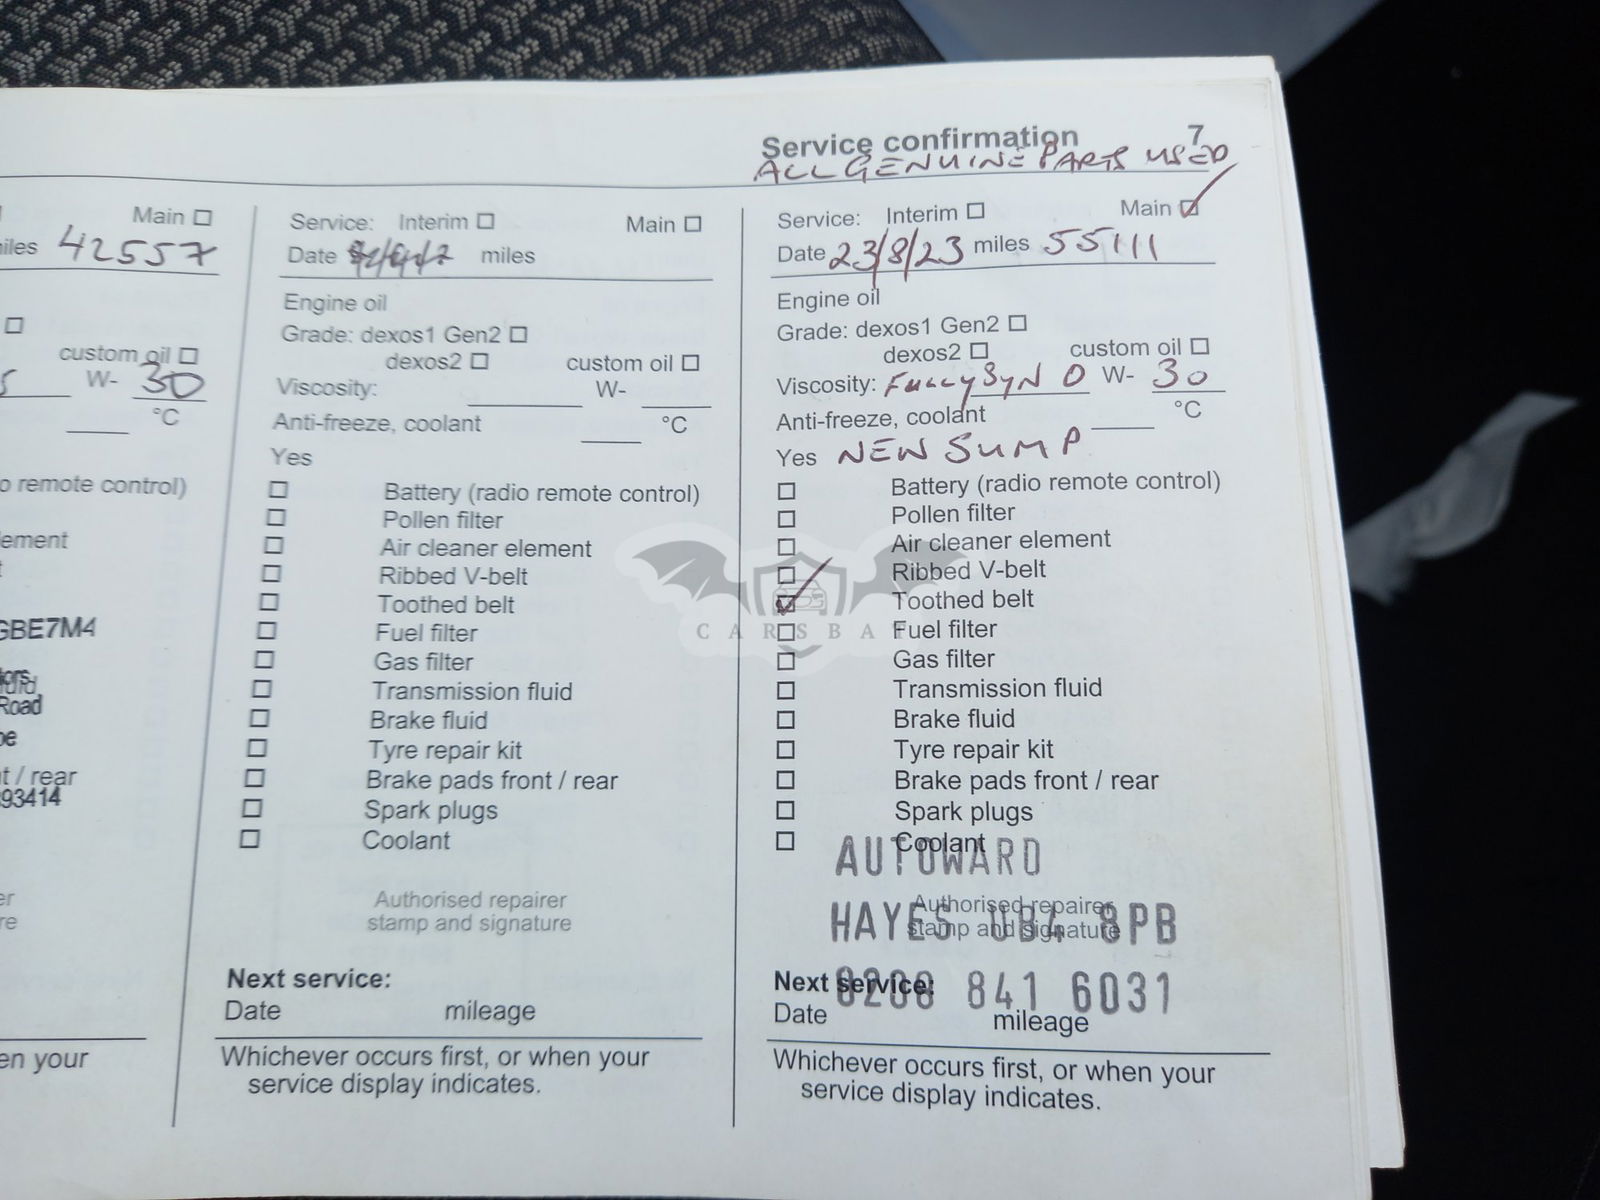 Service confirmation 7
ALL GENUINE PARTS USED
Main
miles 42557
custom oil
W- 30
°C
o remote control)
ement
GBE7M4
Road
t / rear
93414
er
re
en your
Service: Interim Main
Date miles
Engine oil
Grade: dexos1 Gen2
dexos2 custom oil
Viscosity: W-
Anti-freeze, coolant °C
Yes
Battery (radio remote control)
Pollen filter
Air cleaner element
Ribbed V-belt
Toothed belt
Fuel filter
Gas filter
Transmission fluid
Brake fluid
Tyre repair kit
Brake pads front / rear
Spark plugs
Coolant
Authorised repairer
stamp and signature
Next service:
Date mileage
Whichever occurs first, or when your
service display indicates.
Service: Interim Main
Date 23/8/23 miles 55111
Engine oil
Grade: dexos1 Gen2
dexos2 custom oil
Viscosity: FULLY SYN 0 W- 30
Anti-freeze, coolant °C
Yes NEW SUMP
Battery (radio remote control)
Pollen filter
Air cleaner element
Ribbed V-belt
Toothed belt
Fuel filter
Gas filter
Transmission fluid
Brake fluid
Tyre repair kit
Brake pads front / rear
Spark plugs
Coolant
AUTOWARD
Authorised repairer
HAYES UB4 8PB
stamp and signature
Next service:
0208 841 6031
Date mileage
Whichever occurs first, or when your
service display indicates.
CARSBA